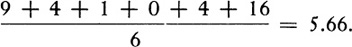 9 + 4 + 1 + 0 + 4 + 16
6
= 5.66.